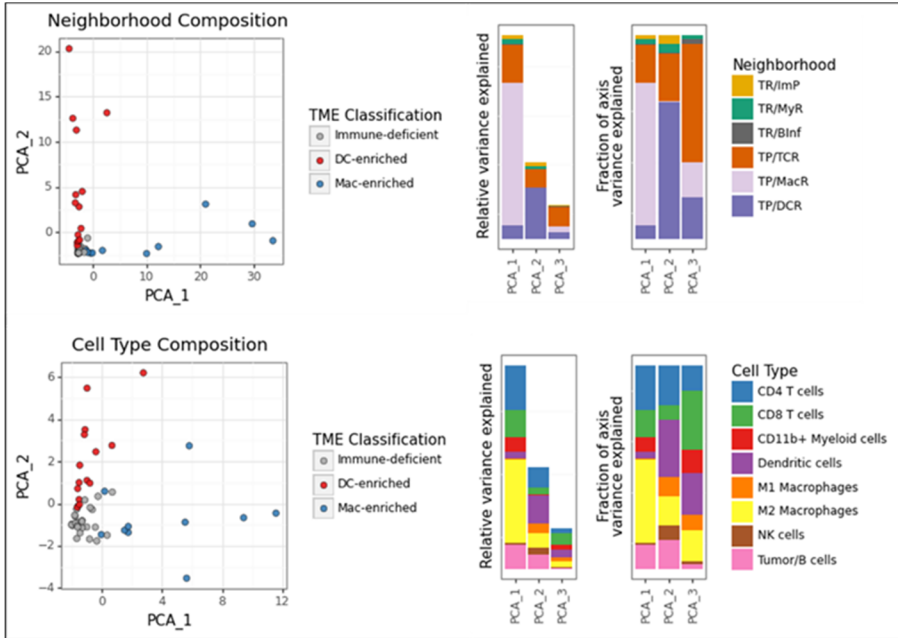 Neighborhood Composition
20
15
10
5
0
PCA_2
0
10
20
30
PCA_1
TME Classification
Immune-deficient
DC-enriched
Mac-enriched
Relative variance explained
PCA_1
PCA_2
PCA_3
Fraction of axis
variance explained
PCA_1
PCA_2
PCA_3
Neighborhood
TR/ImP
TR/MyR
TR/BInf
TP/TCR
TP/MacR
TP/DCR
Cell Type Composition
6
4
2
0
−2
−4
PCA_2
0
4
8
12
PCA_1
TME Classification
Immune-deficient
DC-enriched
Mac-enriched
Relative variance explained
PCA_1
PCA_2
PCA_3
Fraction of axis
variance explained
PCA_1
PCA_2
PCA_3
Cell Type
CD4 T cells
CD8 T cells
CD11b+ Myeloid cells
Dendritic cells
M1 Macrophages
M2 Macrophages
NK cells
Tumor/B cells